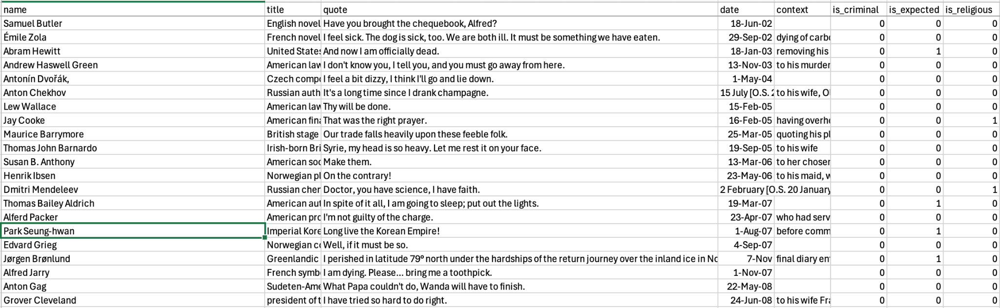 name title quote date context is_criminal is_expected is_religious
Samuel Butler English novel Have you brought the chequebook, Alfred? 18-Jun-02 0 0 0
Émile Zola French novel I feel sick. The dog is sick, too. We are both ill. It must be something we have eaten. 29-Sep-02 dying of carbo 0 0 0
Abram Hewitt United States And now I am officially dead. 18-Jan-03 removing his 0 1 0
Andrew Haswell Green American law I don't know you, I tell you, and you must go away from here. 13-Nov-03 to his murder 0 0 0
Antonín Dvořák, Czech compo I feel a bit dizzy, I think I'll go and lie down. 1-May-04 0 0 0
Anton Chekhov Russian auth It's a long time since I drank champagne. 15 July [O.S. 2 to his wife, Ol 0 0 0
Lew Wallace American law Thy will be done. 15-Feb-05 0 0 0
Jay Cooke American fina That was the right prayer. 16-Feb-05 having overhe 0 0 1
Maurice Barrymore British stage Our trade falls heavily upon these feeble folk. 25-Mar-05 quoting his pl 0 0 0
Thomas John Barnardo Irish-born Bri Syrie, my head is so heavy. Let me rest it on your face. 19-Sep-05 to his wife 0 0 0
Susan B. Anthony American soc Make them. 13-Mar-06 to her chosen 0 0 0
Henrik Ibsen Norwegian pl On the contrary! 23-May-06 to his maid, w 0 0 0
Dmitri Mendeleev Russian chem Doctor, you have science, I have faith. 2 February [O.S. 20 January 0 0 1
Thomas Bailey Aldrich American aut In spite of it all, I am going to sleep; put out the lights. 19-Mar-07 0 1 0
Alferd Packer American pro I'm not guilty of the charge. 23-Apr-07 who had serv 0 0 0
Park Seung-hwan Imperial Kore Long live the Korean Empire! 1-Aug-07 before comm 0 1 0
Edvard Grieg Norwegian co Well, if it must be so. 4-Sep-07 0 0 0
Jørgen Brønlund Greenlandic I perished in latitude 79° north under the hardships of the return journey over the inland ice in No 7-Nov final diary en 0 1 0
Alfred Jarry French symb I am dying. Please... bring me a toothpick. 1-Nov-07 0 0 0
Anton Gag Sudeten-Ame What Papa couldn't do, Wanda will have to finish. 22-May-08 0 0 0
Grover Cleveland president of t I have tried so hard to do right. 24-Jun-08 to his wife Fra 0 0 0